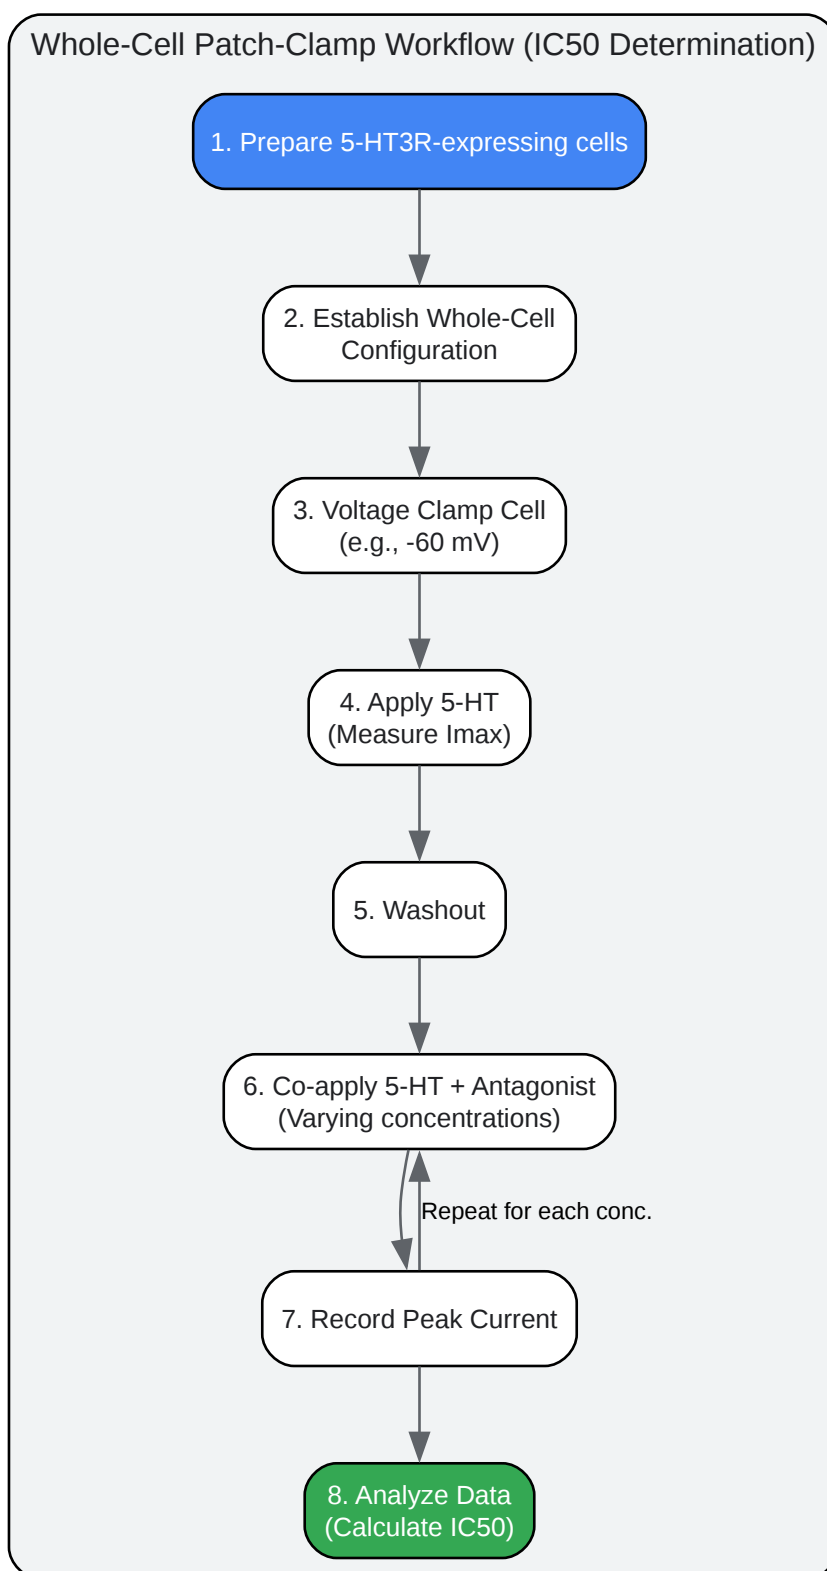 Whole-Cell Patch-Clamp Workflow (IC50 Determination)
1. Prepare 5-HT3R-expressing cells
2. Establish Whole-Cell
Configuration
3. Voltage Clamp Cell
(e.g., -60 mV)
4. Apply 5-HT
(Measure Imax)
5. Washout
6. Co-apply 5-HT + Antagonist
(Varying concentrations)
Repeat for each conc.
7. Record Peak Current
8. Analyze Data
(Calculate IC50)